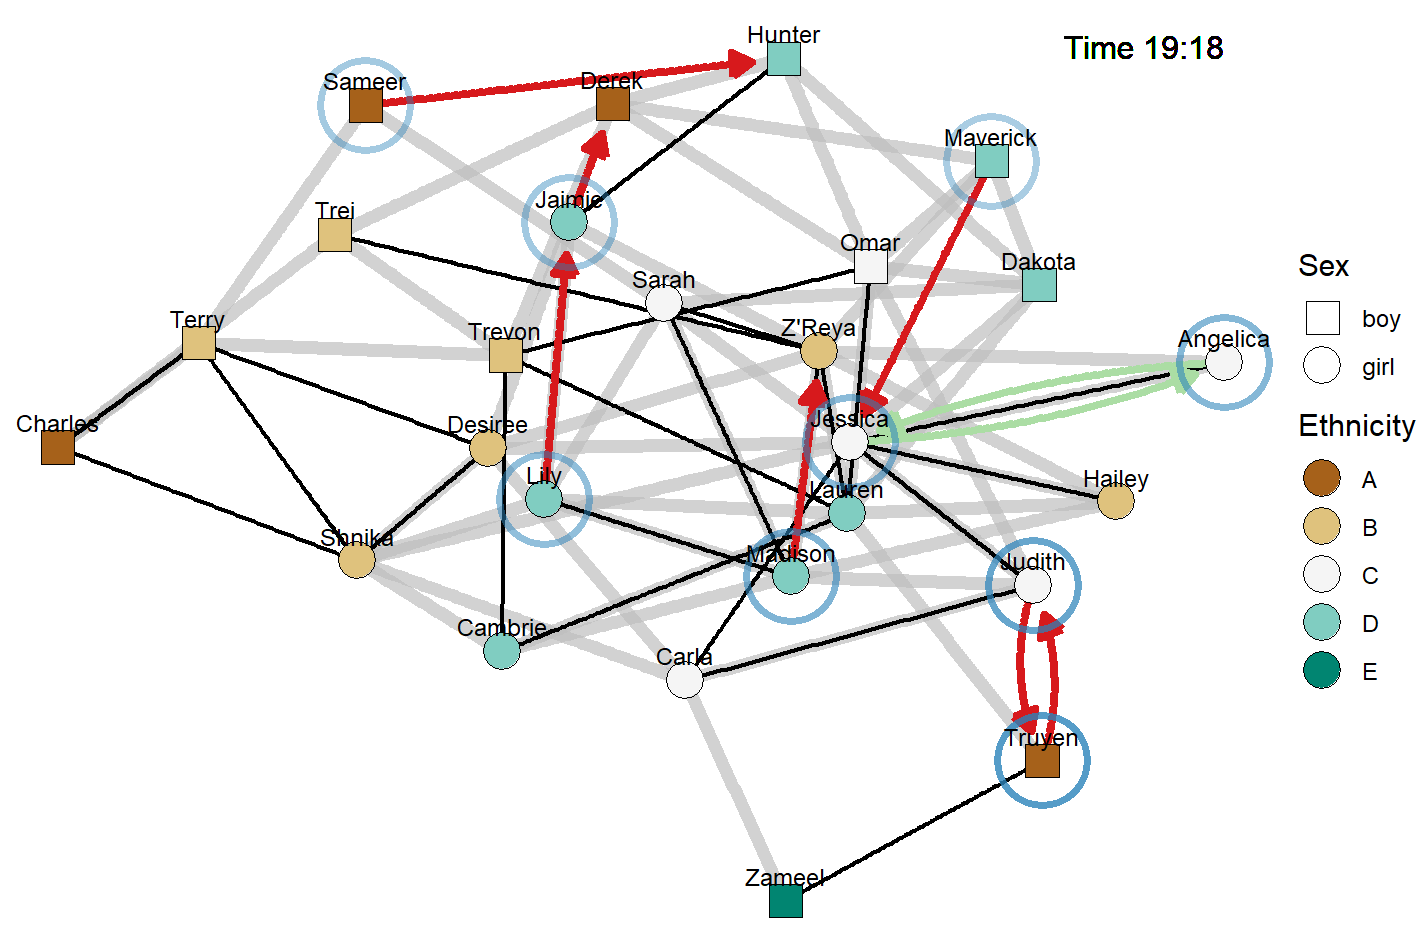 Hunter
Time 19:18
Sameer
Derek
Maverick
Jaimie
Trei
Omar
Dakota
Sarah
Sex
boy
girl
Terry
Trevon
Z'Reya
Angelica
Charles
Desiree
Jessica
Ethnicity
A
B
C
D
E
Lily
Lauren
Hailey
Shnika
Madison
Judith
Cambrie
Carla
Truyen
Zameel